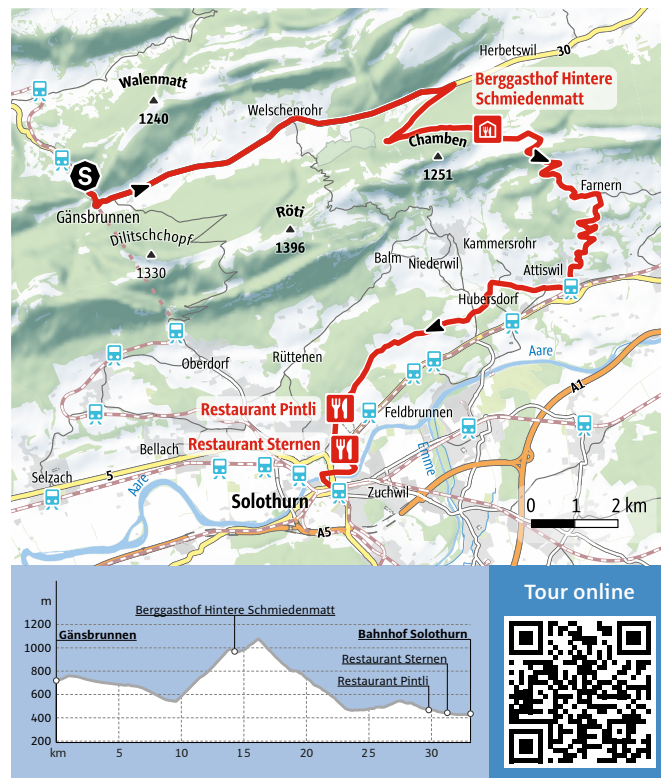 Herbetswil
30
Walenmatt
1240
Berggasthof Hintere
Schmiedenmatt
Welschenrohr
Chamben
1251
S
Gänsbrunnen
Farnern
Röti
1396
Dilitschchopf
1330
Kammersrohr
Balm
Niederwil
Attiswil
Hubersdorf
Oberdorf
Rüttenen
Aare
A1
Restaurant Pintli
Feldbrunnen
Restaurant Sternen
Bellach
Emme
Selzach
5
Aare
Solothurn
Zuchwil
0 1 2 km
A5
Tour online
m
Berggasthof Hintere Schmiedenmatt
1200
Gänsbrunnen
Bahnhof Solothurn
1000
Restaurant Sternen
800
Restaurant Pintli
600
400
200
km 5 10 15 20 25 30